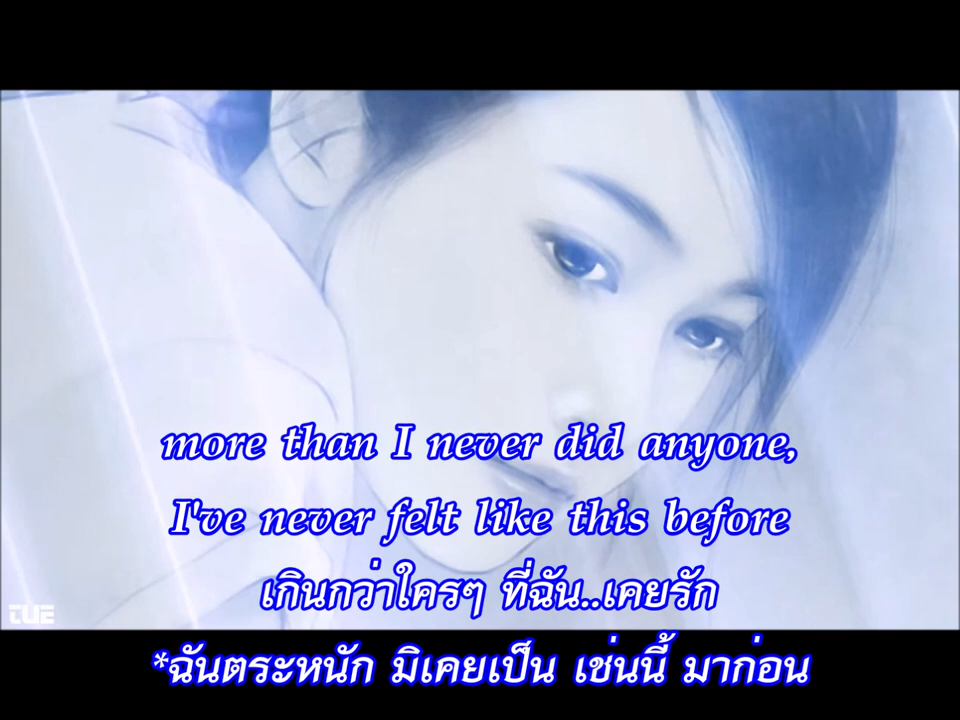 more than I never did anyone,
I've never felt like this before
เกินกว่าใครๆ ที่ฉัน..เคยรัก
*ฉันตระหนัก มิเคยเป็น เช่นนี้ มาก่อน
TUE